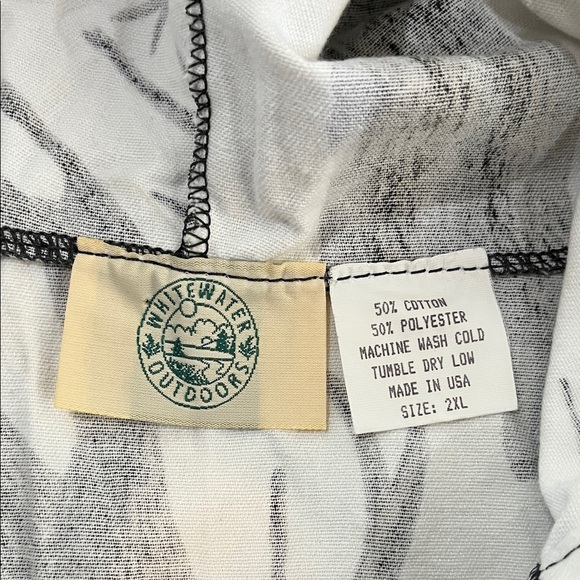 WHITEWATER
OUTDOORS
50% COTTON
50% POLYESTER
MACHINE WASH COLD
TUMBLE DRY LOW
MADE IN USA
SIZE: 2XL